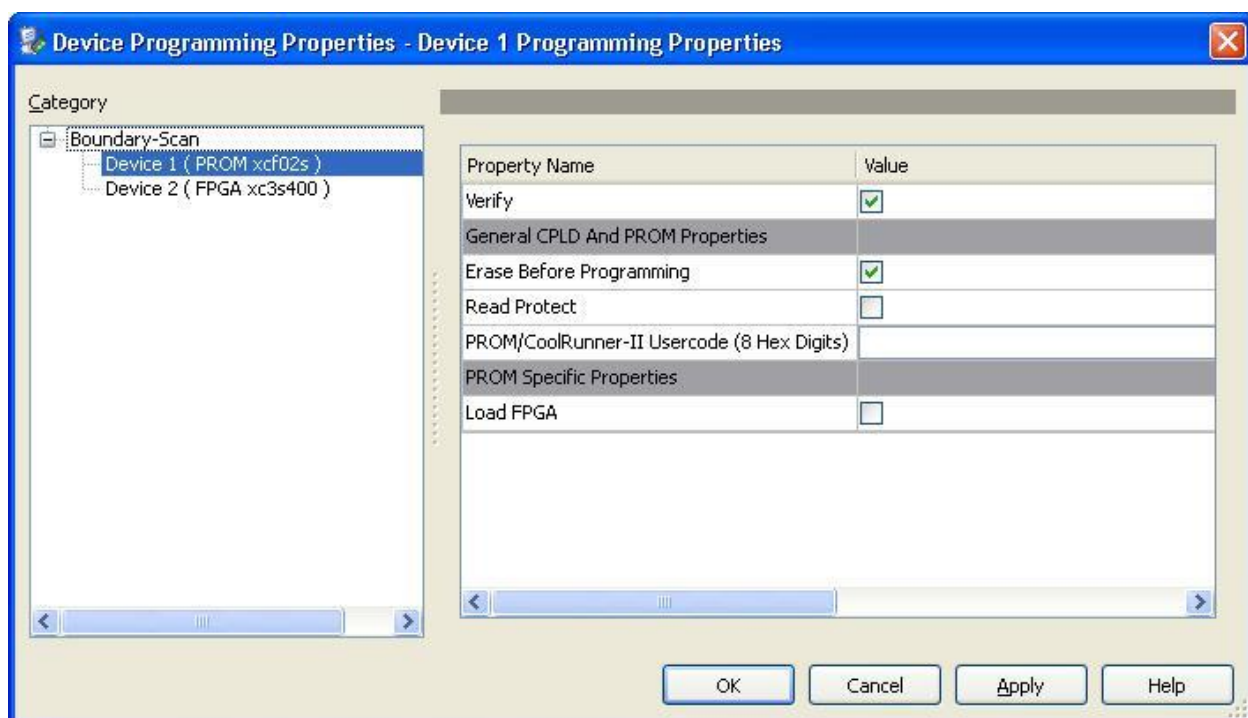 Device Programming Properties - Device 1 Programming Properties
Category
Boundary-Scan
Device 1 ( PROM xcf02s )
Device 2 ( FPGA xc3s400 )
Property Name Value
Verify
General CPLD And PROM Properties
Erase Before Programming
Read Protect
PROM/CoolRunner-II Usercode (8 Hex Digits)
PROM Specific Properties
Load FPGA
OK Cancel Apply Help